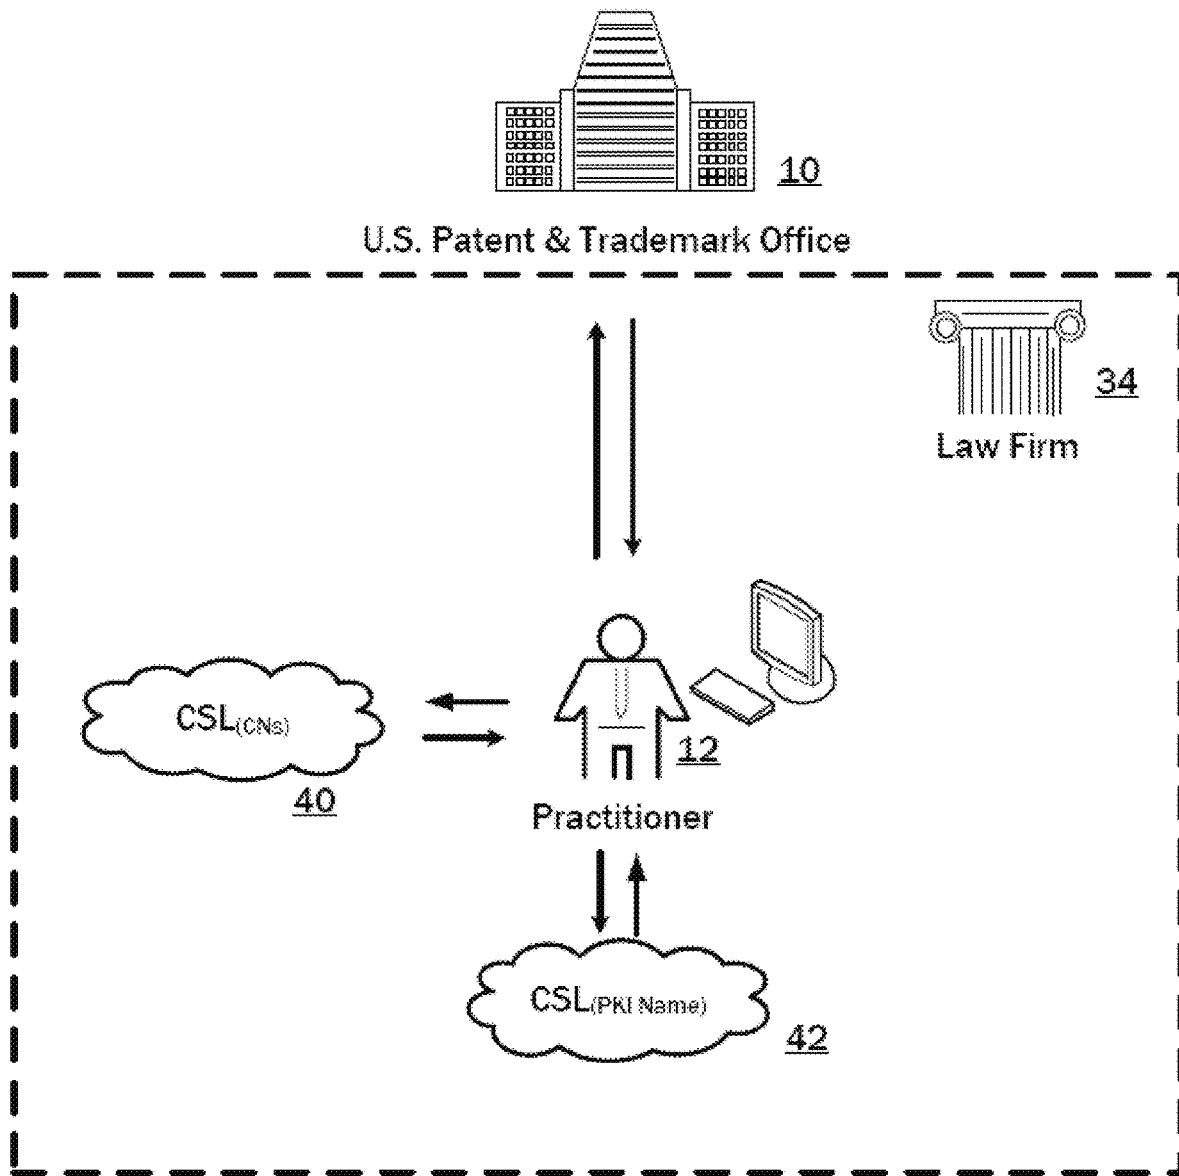 10
U.S. Patent & Trademark Office
34
Law Firm
CSL(CNs)
12
40
Practitioner
CSL(PKI Name)
42